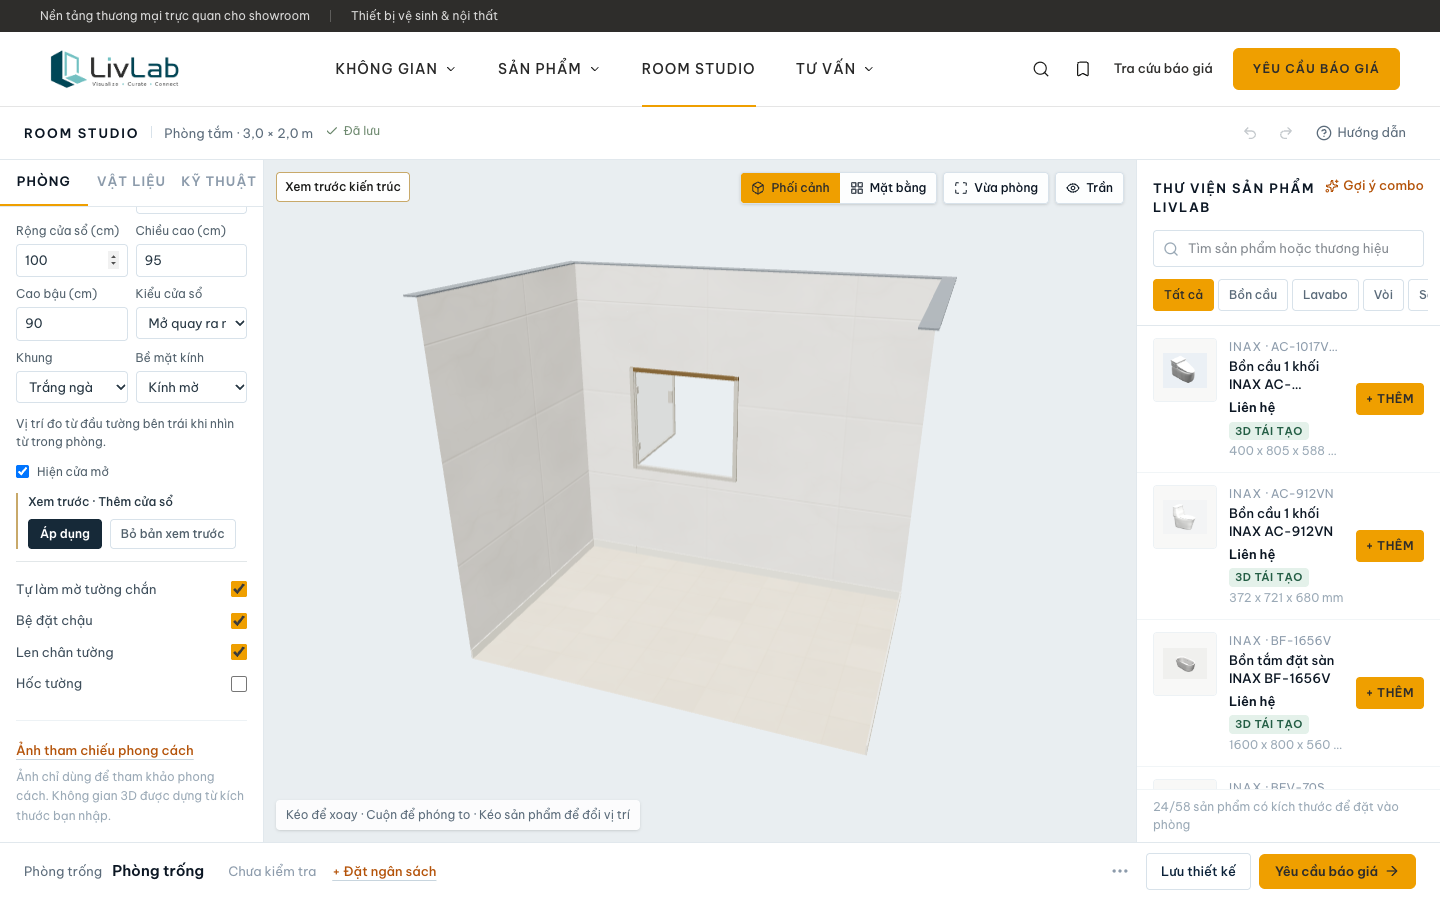 Nền tảng thương mại trực quan cho showroom
Thiết bị vệ sinh & nội thất
LivLab
Visualize • Curate • Connect
KHÔNG GIAN
SẢN PHẨM
ROOM STUDIO
TƯ VẤN
Tra cứu báo giá
YÊU CẦU BÁO GIÁ
ROOM STUDIO
Phòng tắm · 3,0 × 2,0 m
Đã lưu
Hướng dẫn
PHÒNG
VẬT LIỆU
KỸ THUẬT
Rộng cửa sổ (cm)
Chiều cao (cm)
100
95
Cao bậu (cm)
Kiểu cửa sổ
90
Mở quay ra r
Khung
Bề mặt kính
Trắng ngà
Kính mờ
Vị trí đo từ đầu tường bên trái khi nhìn
từ trong phòng.
Hiện cửa mở
Xem trước · Thêm cửa sổ
Áp dụng
Bỏ bản xem trước
Tự làm mờ tường chắn
Bệ đặt chậu
Len chân tường
Hốc tường
Ảnh tham chiếu phong cách
Ảnh chỉ dùng để tham khảo phong
cách. Không gian 3D được dựng từ kích
thước bạn nhập.
Xem trước kiến trúc
Phối cảnh
Mặt bằng
Vừa phòng
Trần
Kéo để xoay · Cuộn để phóng to · Kéo sản phẩm để đổi vị trí
THƯ VIỆN SẢN PHẨM
LIVLAB
Gợi ý combo
Tìm sản phẩm hoặc thương hiệu
Tất cả
Bồn cầu
Lavabo
Vòi
INAX · AC-1017V...
Bồn cầu 1 khối
INAX AC-...
Liên hệ
3D TÁI TẠO
400 x 805 x 588 ...
+ THÊM
INAX · AC-912VN
Bồn cầu 1 khối
INAX AC-912VN
Liên hệ
3D TÁI TẠO
372 x 721 x 680 mm
+ THÊM
INAX · BF-1656V
Bồn tắm đặt sàn
INAX BF-1656V
Liên hệ
3D TÁI TẠO
1600 x 800 x 560 ...
+ THÊM
INAX · BFV-70S
24/58 sản phẩm có kích thước để đặt vào
phòng
Phòng trống
Phòng trống
Chưa kiểm tra
+ Đặt ngân sách
Lưu thiết kế
Yêu cầu báo giá